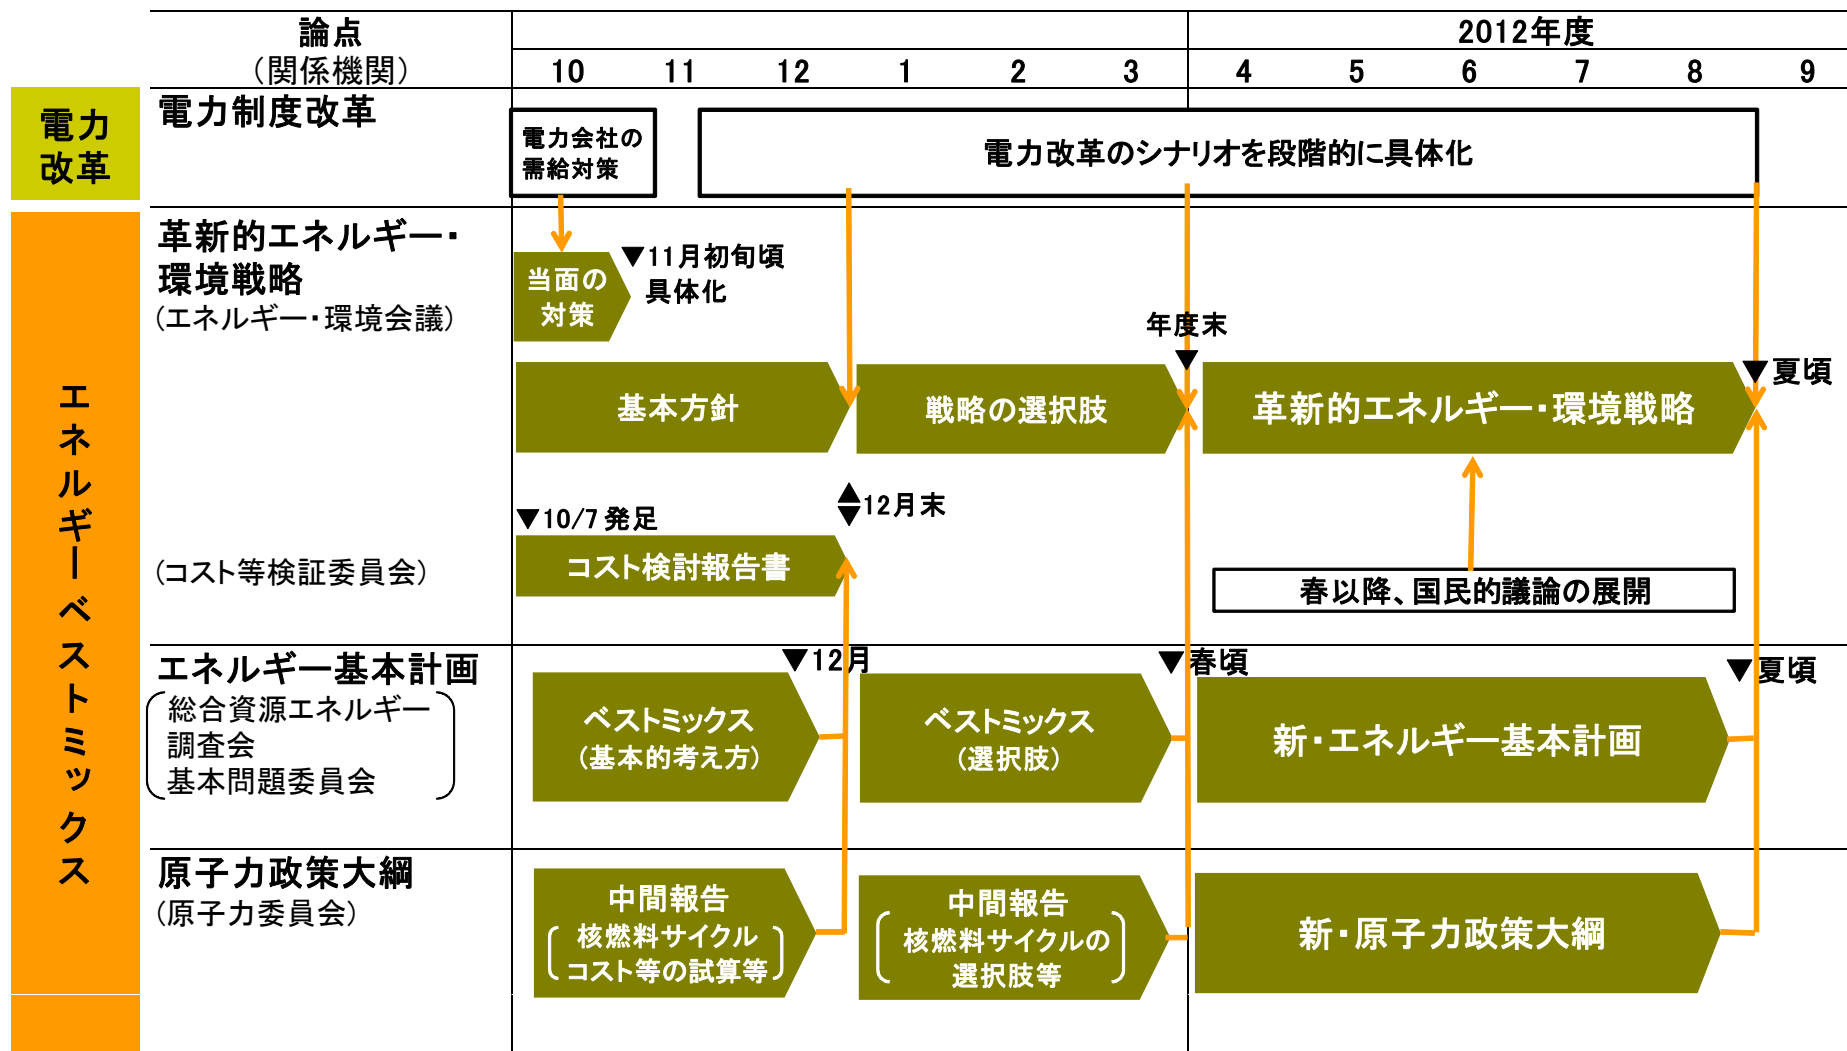 論点
(関係機関)
2012年度
10 11 12 1 2 3 4 5 6 7 8 9
電力
改革
電力制度改革
電力会社の
需給対策
電力改革のシナリオを段階的に具体化
エネルギーベストミックス
革新的エネルギー・
環境戦略
(エネルギー・環境会議)
当面の
対策
▼11月初旬頃
具体化
年度末
▼
▼夏頃
基本方針
戦略の選択肢
革新的エネルギー・環境戦略
▲
▼12月末
▼10/7発足
(コスト等検証委員会)
コスト検討報告書
春以降、国民的議論の展開
エネルギー基本計画
総合資源エネルギー
調査会
基本問題委員会
▼12月
▼春頃
▼夏頃
ベストミックス
(基本的考え方)
ベストミックス
(選択肢)
新・エネルギー基本計画
原子力政策大綱
(原子力委員会)
中間報告
核燃料サイクル
コスト等の試算等
中間報告
核燃料サイクルの
選択肢等
新・原子力政策大綱